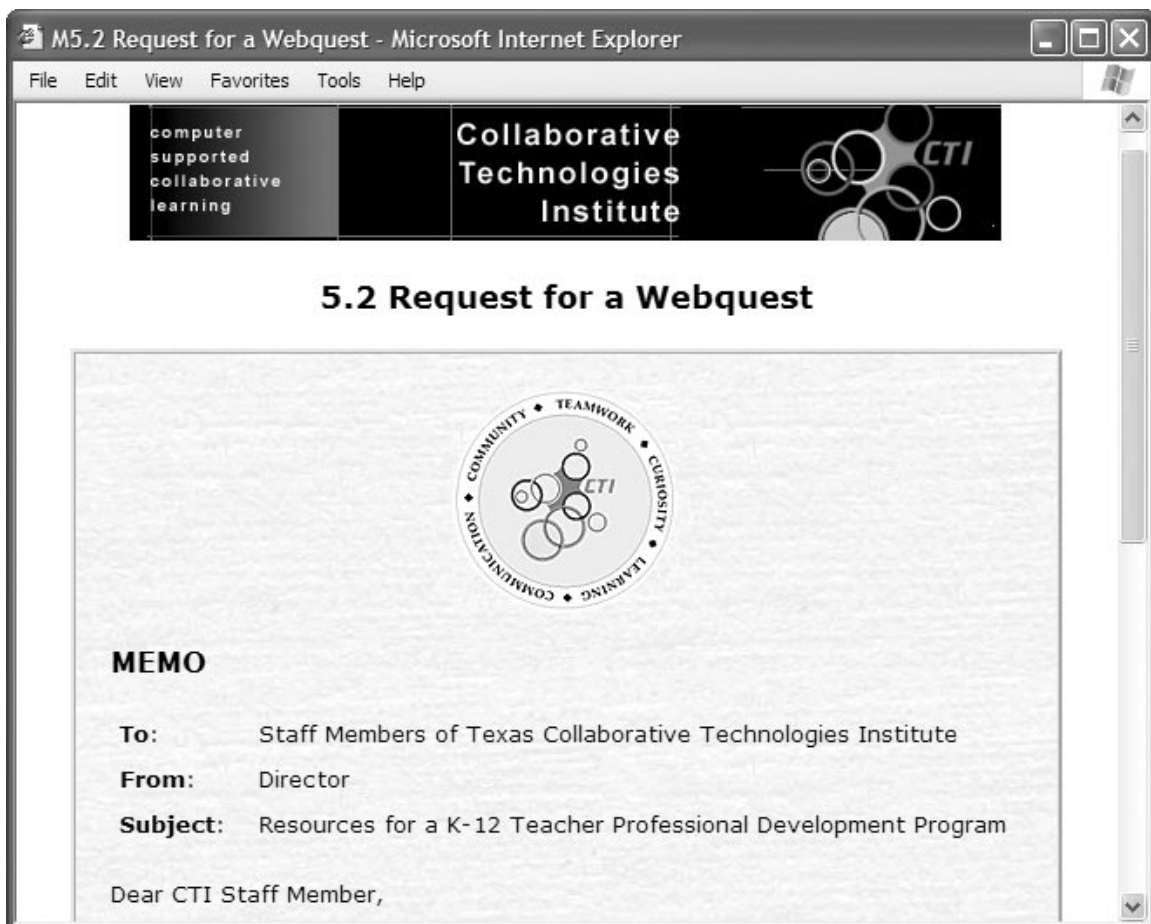 M5.2 Request for a Webquest - Microsoft Internet Explorer
File Edit View Favorites Tools Help
computer
supported
collaborative
learning
Collaborative
Technologies
Institute
CTI
5.2 Request for a Webquest
COMMUNITY ◆ TEAMWORK ◆ CURIOSITY ◆ LEARNING ◆ COMMUNICATION ◆
CTI
MEMO
To: Staff Members of Texas Collaborative Technologies Institute
From: Director
Subject: Resources for a K-12 Teacher Professional Development Program
Dear CTI Staff Member,